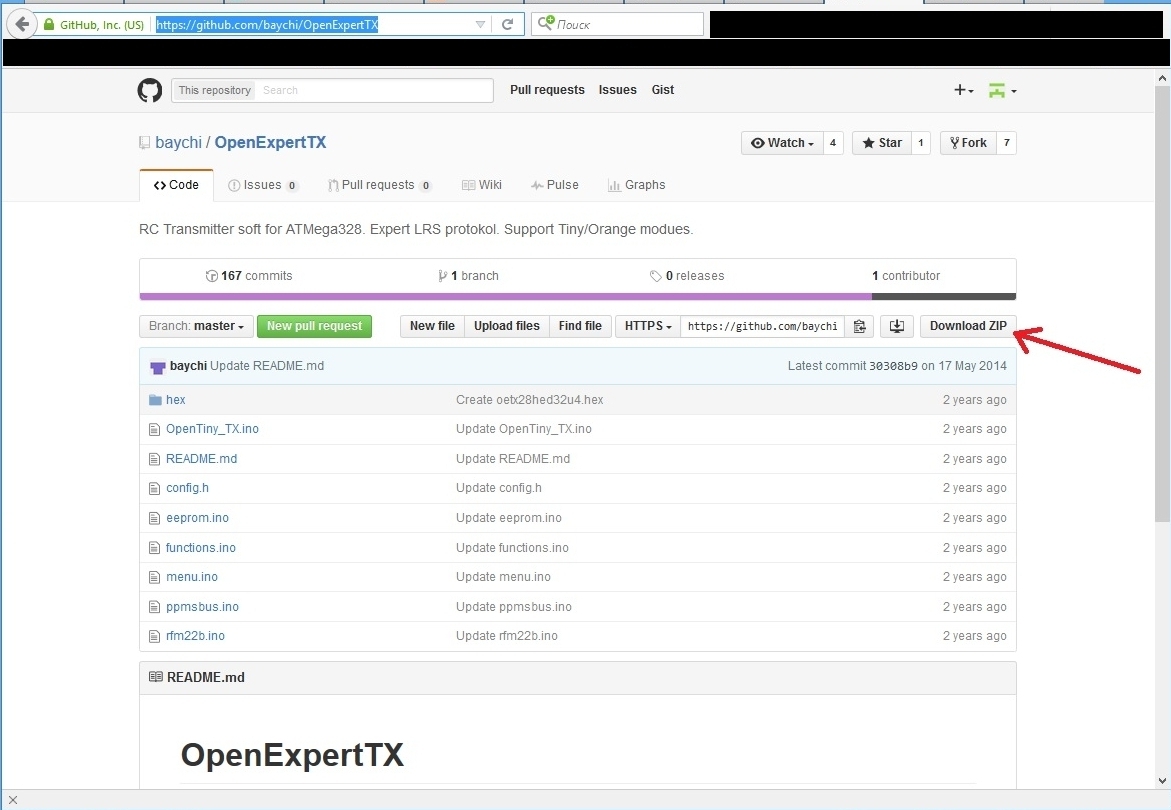 GitHub, Inc. (US) https://github.com/baychi/OpenExpertTX Поиск
This repository Search Pull requests Issues Gist
baychi / OpenExpertTX Watch 4 Star 1 Fork 7
Code Issues 0 Pull requests 0 Wiki Pulse Graphs
RC Transmitter soft for ATMega328. Expert LRS protokol. Support Tiny/Orange modues.
167 commits 1 branch 0 releases 1 contributor
Branch: master New pull request New file Upload files Find file HTTPS https://github.com/baychi Download ZIP
baychi Update README.md Latest commit 30308b9 on 17 May 2014
hex Create oetx28hed32u4.hex 2 years ago
OpenTiny_TX.ino Update OpenTiny_TX.ino 2 years ago
README.md Update README.md 2 years ago
config.h Update config.h 2 years ago
eeprom.ino Update eeprom.ino 2 years ago
functions.ino Update functions.ino 2 years ago
menu.ino Update menu.ino 2 years ago
ppmsbus.ino Update ppmsbus.ino 2 years ago
rfm22b.ino Update rfm22b.ino 2 years ago
README.md
OpenExpertTX